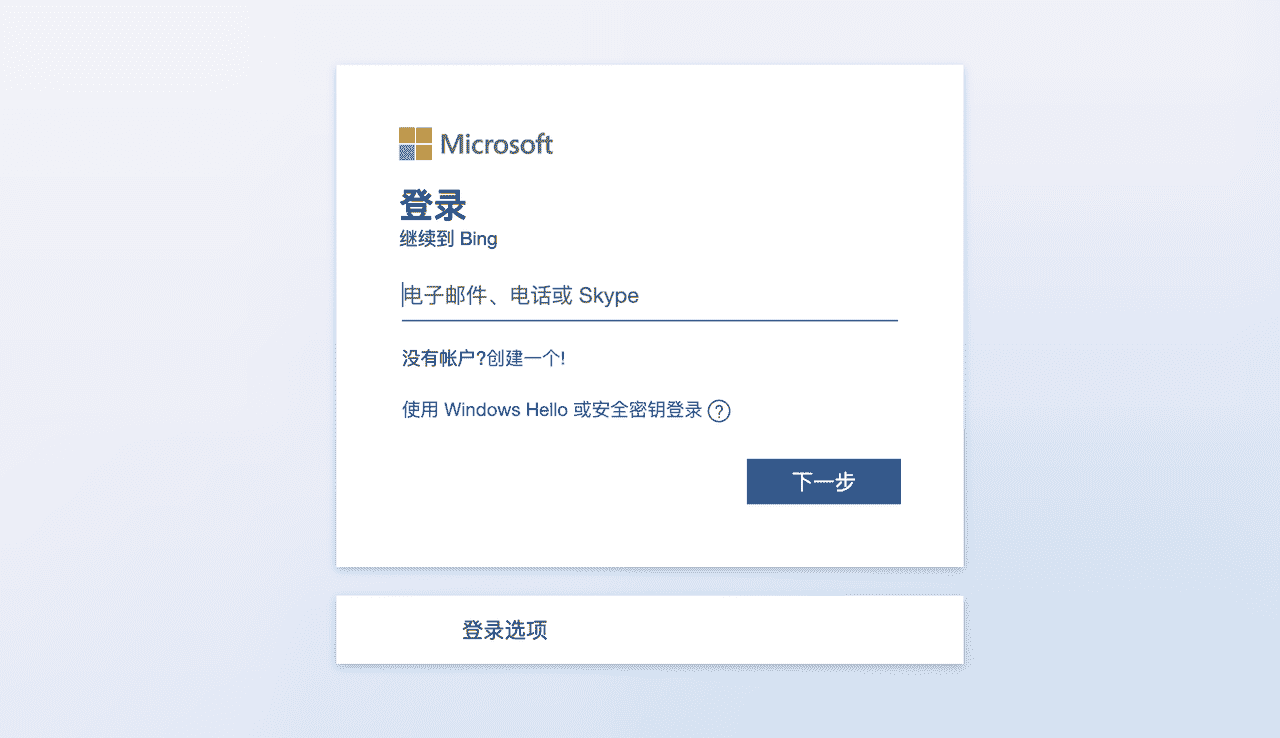 Microsoft
登录
继续到 Bing
电子邮件、电话或 Skype
没有帐户?创建一个!
使用 Windows Hello 或安全密钥登录 ?
下一步
登录选项